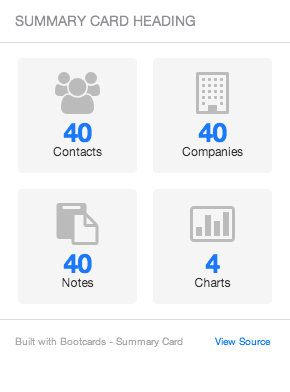 SUMMARY CARD HEADING
40 40
Contacts Companies
40 4
Notes Charts
Built with Bootcards - Summary Card View Source